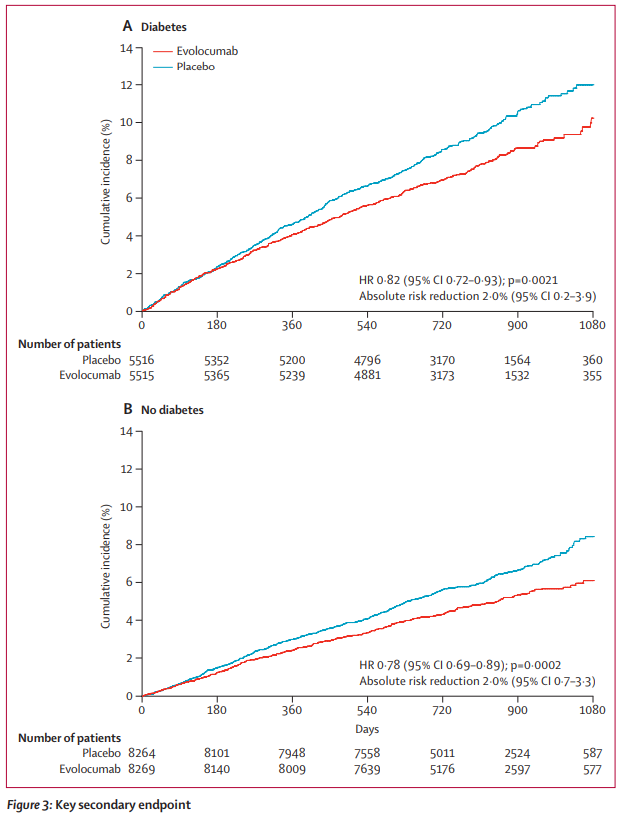 A Diabetes
14
12
10
8
6
4
2
0
Cumulative incidence (%)
Evolocumab
Placebo
HR 0·82 (95% CI 0·72–0·93); p=0·0021
Absolute risk reduction 2·0% (95% CI 0·2–3·9)
0 180 360 540 720 900 1080
Number of patients
Placebo 5516 5352 5200 4796 3170 1564 360
Evolocumab 5515 5365 5239 4881 3173 1532 355
B No diabetes
14
12
10
8
6
4
2
0
Cumulative incidence (%)
HR 0·78 (95% CI 0·69–0·89); p=0·0002
Absolute risk reduction 2·0% (95% CI 0·7–3·3)
0 180 360 540 720 900 1080
Days
Number of patients
Placebo 8264 8101 7948 7558 5011 2524 587
Evolocumab 8269 8140 8009 7639 5176 2597 577
Figure 3: Key secondary endpoint